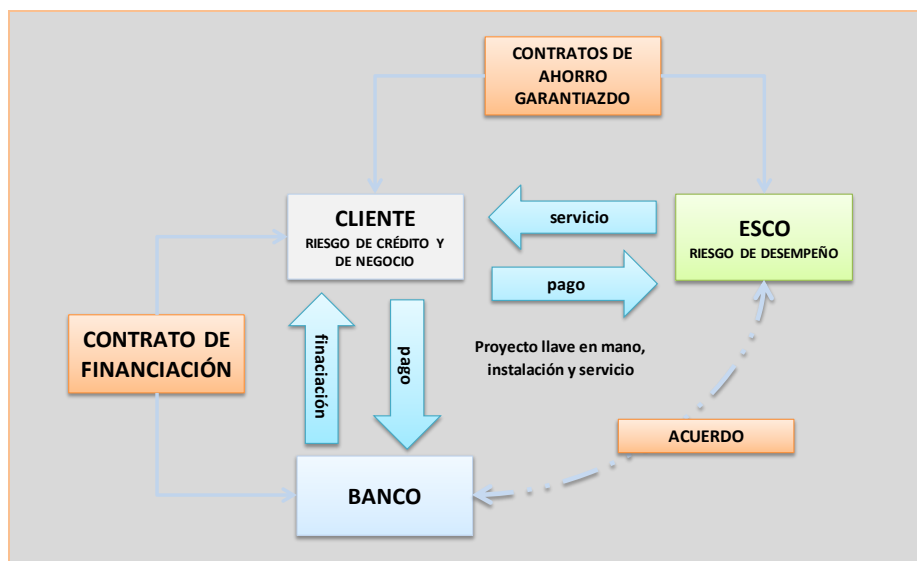 CONTRATOS DE
AHORRO
GARANTIAZDO
CLIENTE
RIESGO DE CRÉDITO Y
DE NEGOCIO
servicio
ESCO
RIESGO DE DESEMPEÑO
pago
CONTRATO DE
FINANCIACIÓN
finaciación
pago
Proyecto llave en mano,
instalación y servicio
ACUERDO
BANCO